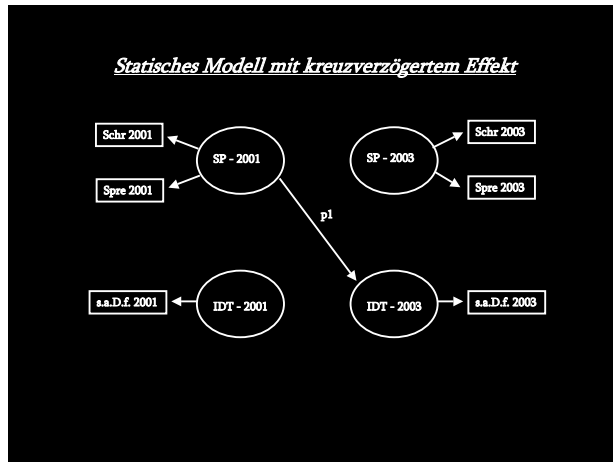 Statisches Modell mit kreuzverzögertem Effekt
Schr 2001
SP - 2001
SP - 2003
Schr 2003
Spre 2001
Spre 2003
p1
s.a.D.f. 2001
IDT - 2001
IDT - 2003
s.a.D.f. 2003